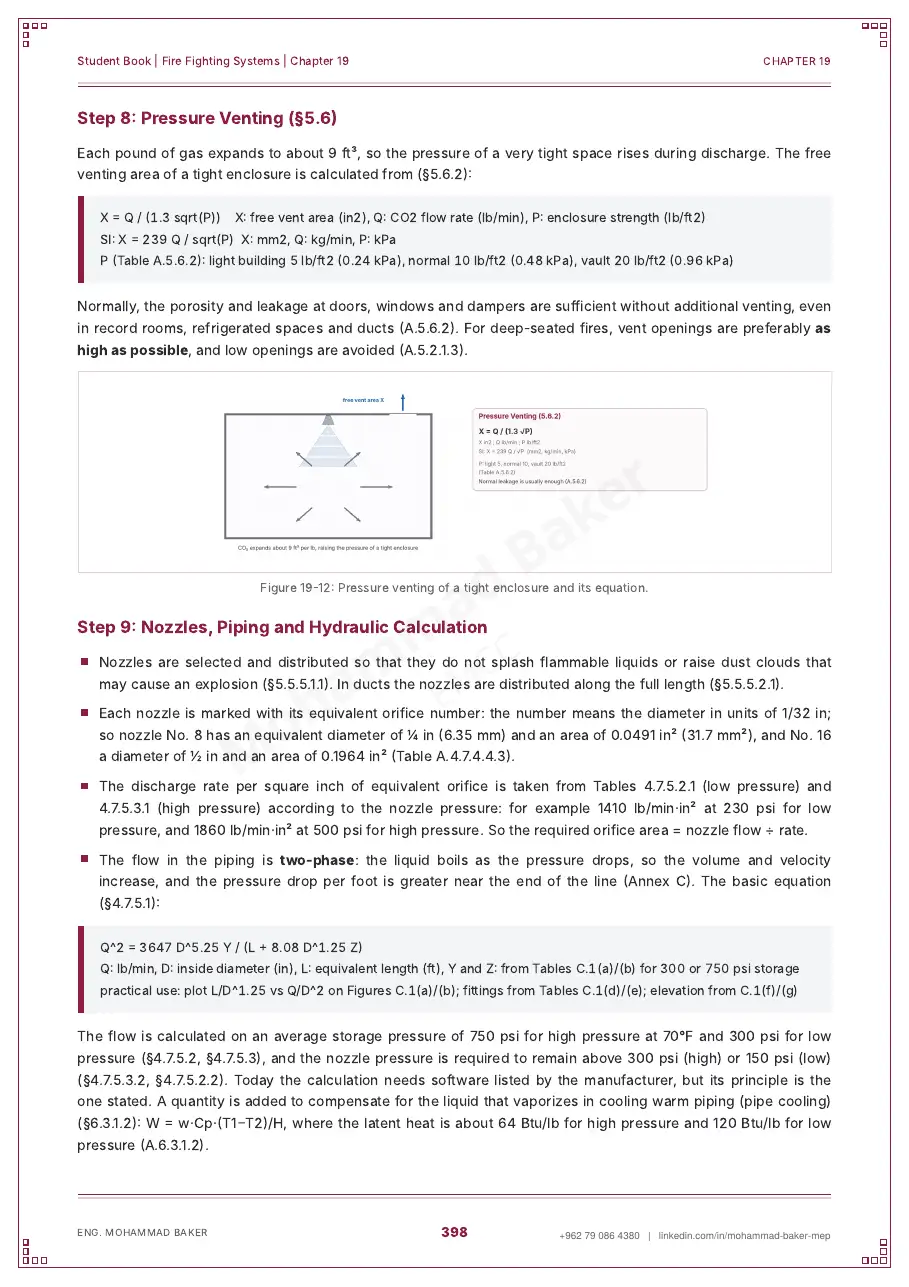 Student Book | Fire Fighting Systems | Chapter 19
CHAPTER 19
Step 8: Pressure Venting (§5.6)
Each pound of gas expands to about 9 ft³, so the pressure of a very tight space rises during discharge. The free
venting area of a tight enclosure is calculated from (§5.6.2):
X = Q / (1.3 sqrt(P)) X: free vent area (in2), Q: CO2 flow rate (lb/min), P: enclosure strength (lb/ft2)
SI: X = 239 Q / sqrt(P) X: mm2, Q: kg/min, P: kPa
P (Table A.5.6.2): light building 5 lb/ft2 (0.24 kPa), normal 10 lb/ft2 (0.48 kPa), vault 20 lb/ft2 (0.96 kPa)
Normally, the porosity and leakage at doors, windows and dampers are sufficient without additional venting, even
in record rooms, refrigerated spaces and ducts (A.5.6.2). For deep-seated fires, vent openings are preferably as
high as possible, and low openings are avoided (A.5.2.1.3).
free vent area X
CO₂ expands about 9 ft³ per lb, raising the pressure of a tight enclosure
Pressure Venting (5.6.2)
X = Q / (1.3 √P)
X in2 ; Q lb/min ; P lb/ft2
SI: X = 239 Q / √P (mm2, kg/min, kPa)
P: light 5, normal 10, vault 20 lb/ft2
(Table A.5.6.2)
Normal leakage is usually enough (A.5.6.2)
Figure 19-12: Pressure venting of a tight enclosure and its equation.
Step 9: Nozzles, Piping and Hydraulic Calculation
Nozzles are selected and distributed so that they do not splash flammable liquids or raise dust clouds that
may cause an explosion (§5.5.5.1.1). In ducts the nozzles are distributed along the full length (§5.5.5.2.1).
Each nozzle is marked with its equivalent orifice number: the number means the diameter in units of 1/32 in;
so nozzle No. 8 has an equivalent diameter of ¼ in (6.35 mm) and an area of 0.0491 in² (31.7 mm²), and No. 16
a diameter of ½ in and an area of 0.1964 in² (Table A.4.7.4.4.3).
The discharge rate per square inch of equivalent orifice is taken from Tables 4.7.5.2.1 (low pressure) and
4.7.5.3.1 (high pressure) according to the nozzle pressure: for example 1410 lb/min·in² at 230 psi for low
pressure, and 1860 lb/min·in² at 500 psi for high pressure. So the required orifice area = nozzle flow ÷ rate.
The flow in the piping is two-phase: the liquid boils as the pressure drops, so the volume and velocity
increase, and the pressure drop per foot is greater near the end of the line (Annex C). The basic equation
(§4.7.5.1):
Q^2 = 3647 D^5.25 Y / (L + 8.08 D^1.25 Z)
Q: lb/min, D: inside diameter (in), L: equivalent length (ft), Y and Z: from Tables C.1(a)/(b) for 300 or 750 psi storage
practical use: plot L/D^1.25 vs Q/D^2 on Figures C.1(a)/(b); fittings from Tables C.1(d)/(e); elevation from C.1(f)/(g)
The flow is calculated on an average storage pressure of 750 psi for high pressure at 70°F and 300 psi for low
pressure (§4.7.5.2, §4.7.5.3), and the nozzle pressure is required to remain above 300 psi (high) or 150 psi (low)
(§4.7.5.3.2, §4.7.5.2.2). Today the calculation needs software listed by the manufacturer, but its principle is the
one stated. A quantity is added to compensate for the liquid that vaporizes in cooling warm piping (pipe cooling)
(§6.3.1.2): W = w·Cp·(T1−T2)/H, where the latent heat is about 64 Btu/lb for high pressure and 120 Btu/lb for low
pressure (A.6.3.1.2).
ENG. MOHAMMAD BAKER
398
+962 79 086 4380 | linkedin.com/in/mohammad-baker-mep